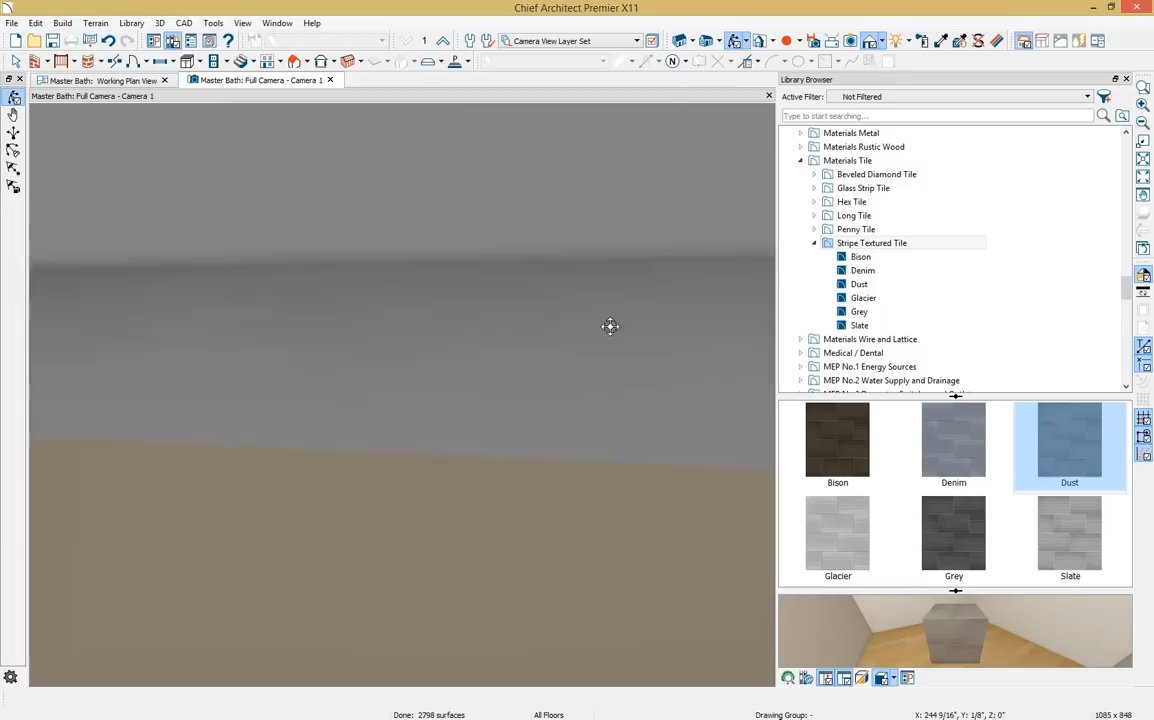 Chief Architect Premier X11
File Edit Build Terrain Library 3D CAD Tools View Window Help
1 Camera View Layer Set N
Master Bath: Working Plan View Master Bath: Full Camera - Camera 1
Master Bath: Full Camera - Camera 1
Library Browser
Active Filter: Not Filtered
Type to start searching...
Materials Metal
Materials Rustic Wood
Materials Tile
Beveled Diamond Tile
Glass Strip Tile
Hex Tile
Long Tile
Penny Tile
Stripe Textured Tile
Bison
Denim
Dust
Glacier
Grey
Slate
Materials Wire and Lattice
Medical / Dental
MEP No.1 Energy Sources
MEP No.2 Water Supply and Drainage
Bison Denim Dust
Glacier Grey Slate
Done: 2798 surfaces All Floors Drawing Group: - X: 244 9/16", Y: 1/8", Z: 0" 1085 x 848